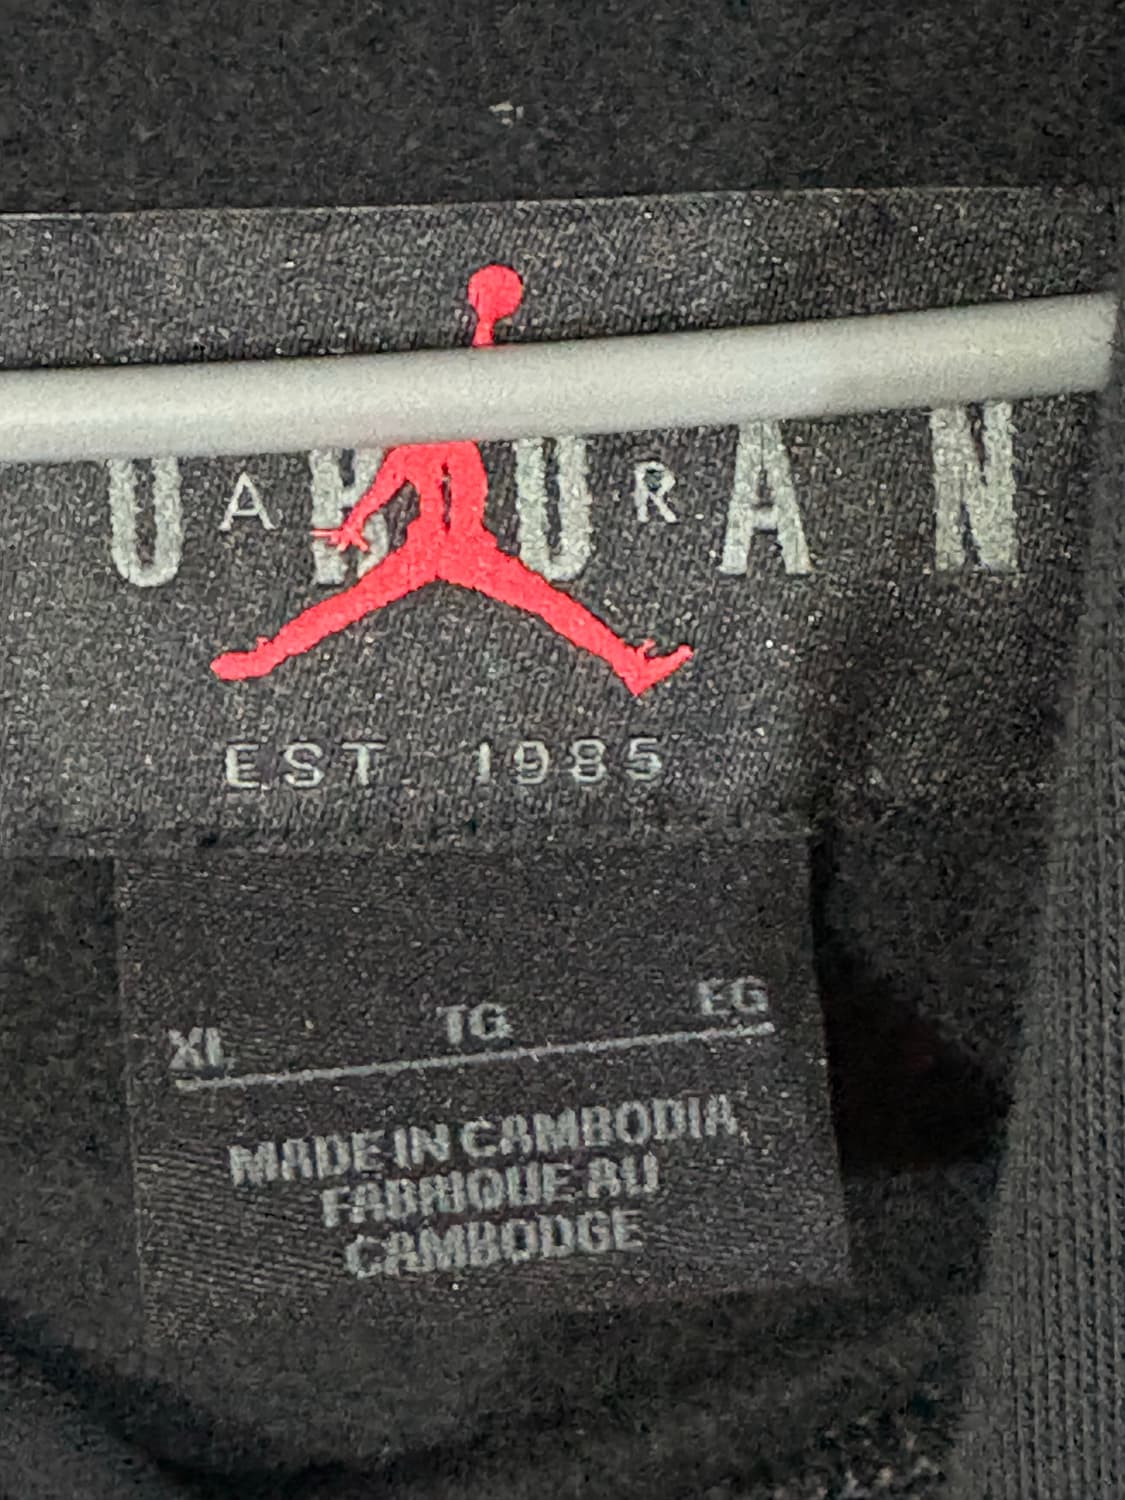 O A R D R A N
EST 1985
XL TG EG
MADE IN CAMBODIA
FABRIQUE AU
CAMBODGE